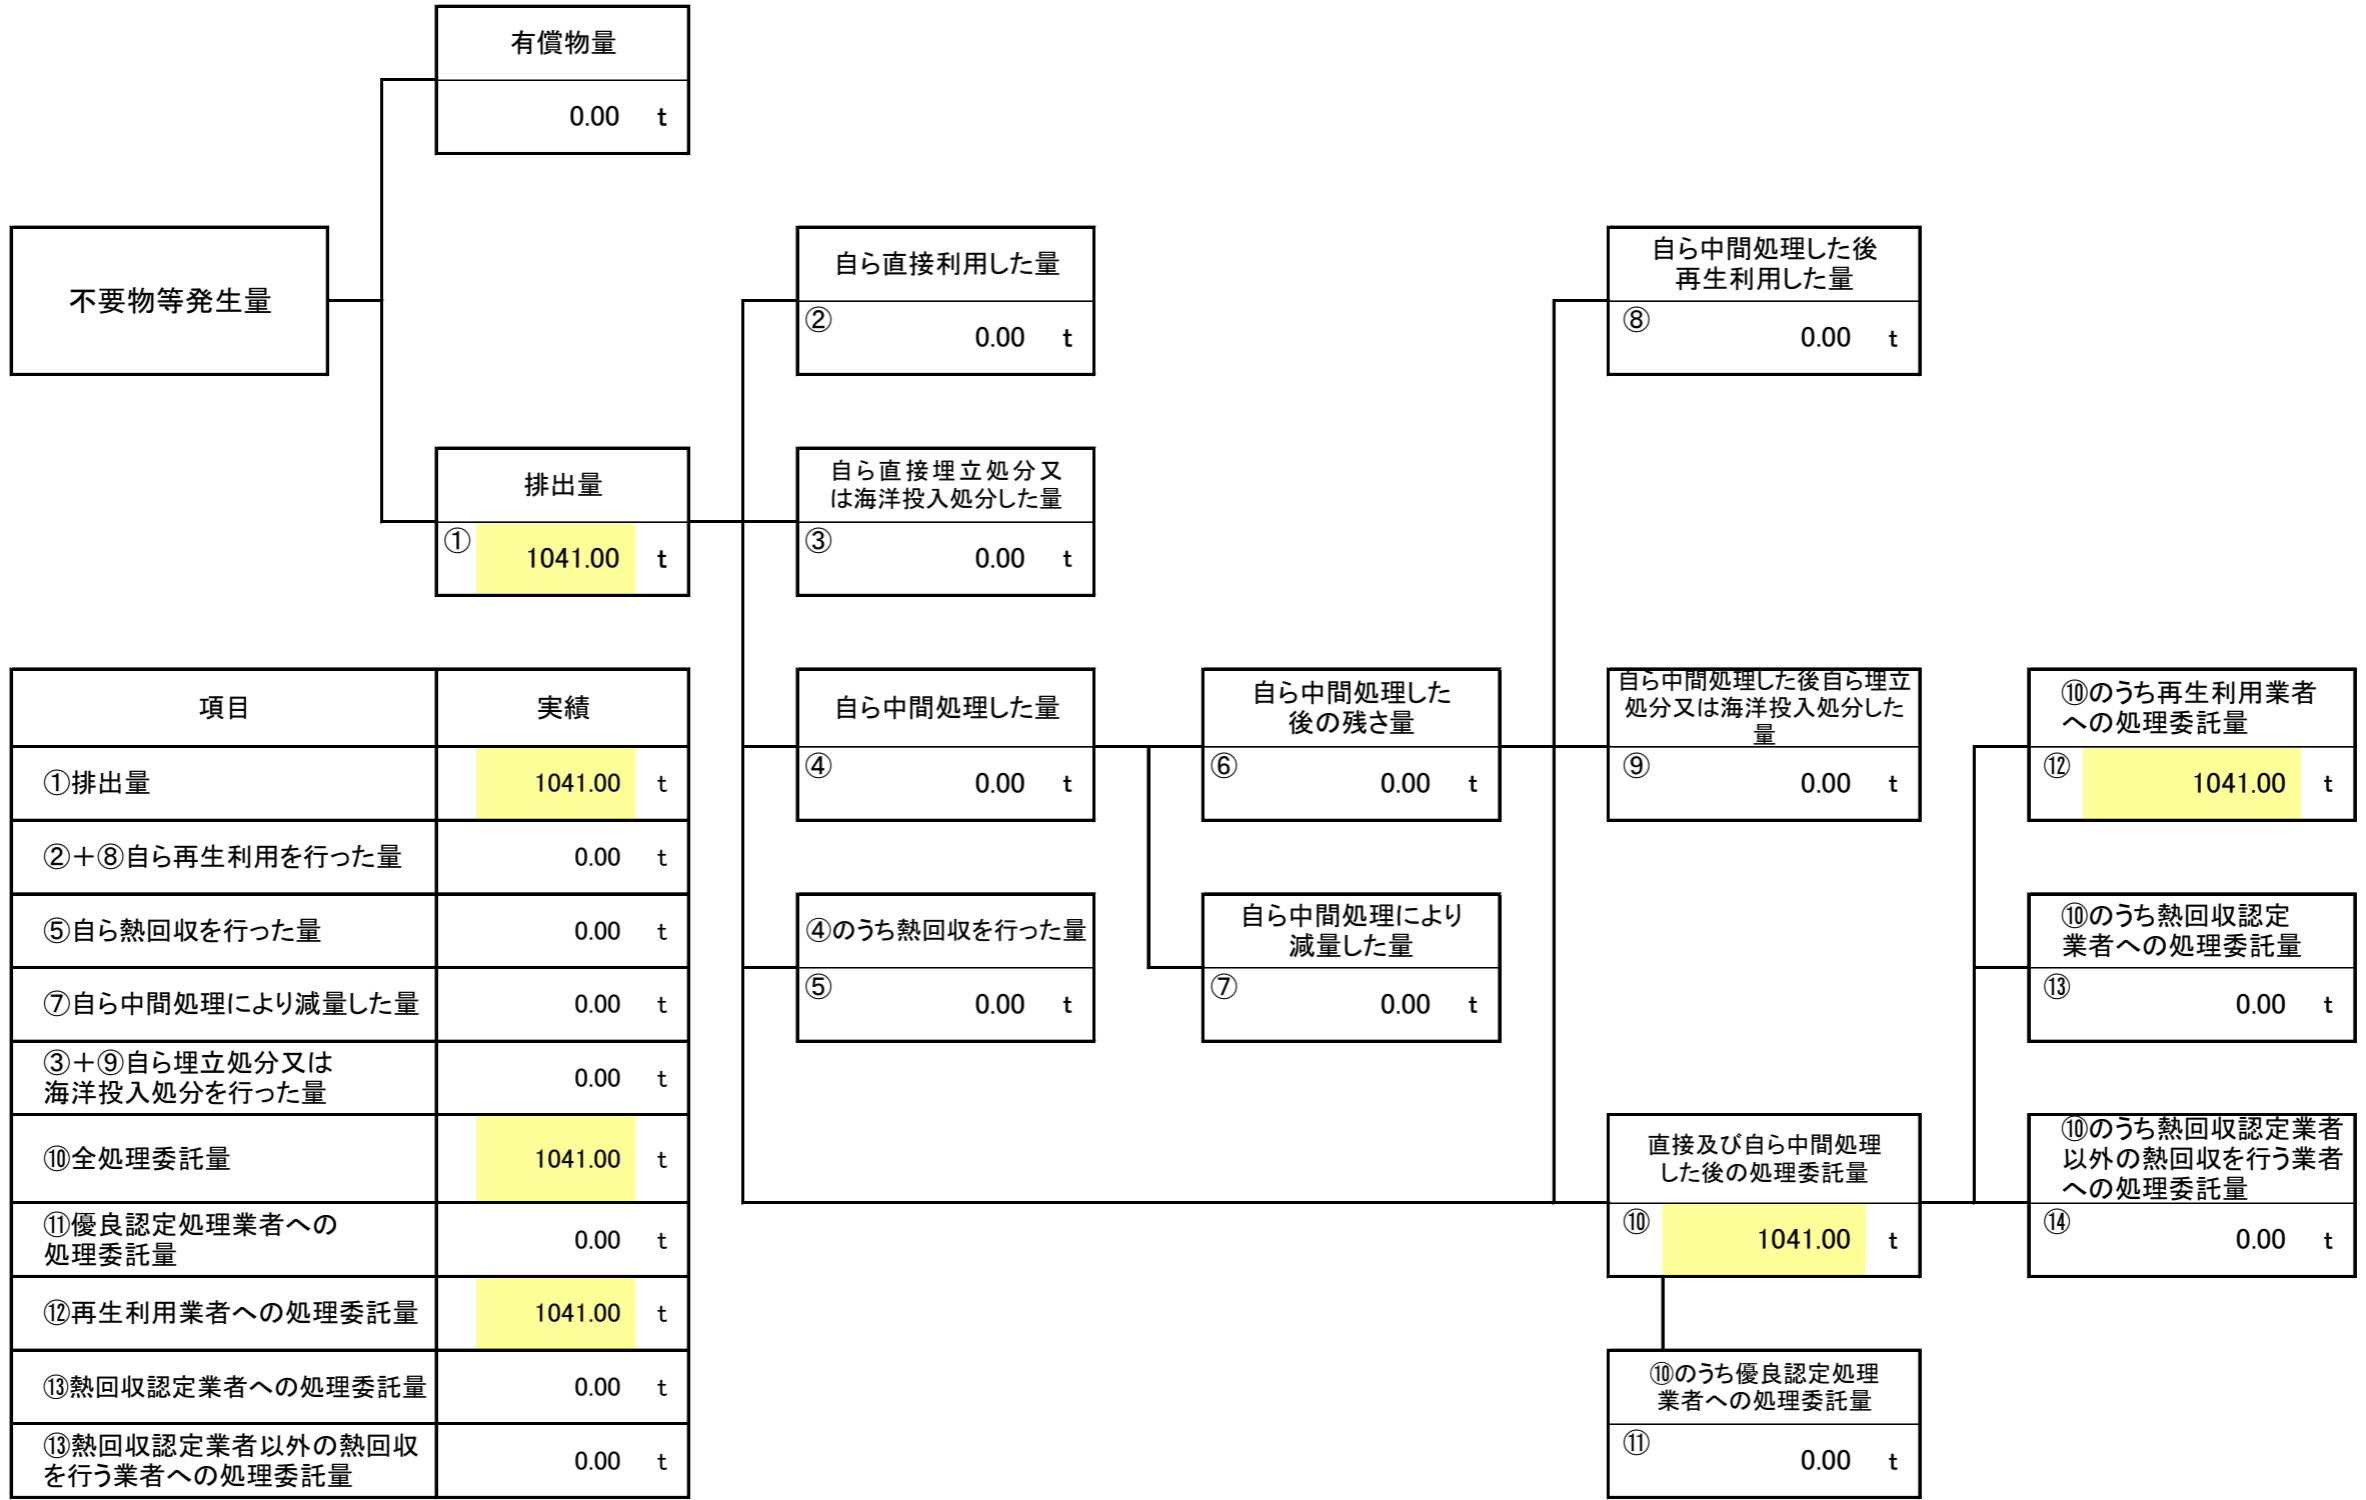 有償物量
0.00 t
不要物等発生量
自ら直接利用した量
② 0.00 t
自ら中間処理した後
再生利用した量
⑧ 0.00 t
排出量
① 1041.00 t
自ら直接埋立処分又
は海洋投入処分した量
③ 0.00 t
項目 実績
①排出量 1041.00 t
②＋⑧自ら再生利用を行った量 0.00 t
⑤自ら熱回収を行った量 0.00 t
⑦自ら中間処理により減量した量 0.00 t
③＋⑨自ら埋立処分又は
海洋投入処分を行った量 0.00 t
⑩全処理委託量 1041.00 t
⑪優良認定処理業者への
処理委託量 0.00 t
⑫再生利用業者への処理委託量 1041.00 t
⑬熱回収認定業者への処理委託量 0.00 t
⑬熱回収認定業者以外の熱回収
を行う業者への処理委託量 0.00 t
自ら中間処理した量
④ 0.00 t
自ら中間処理した
後の残さ量
⑥ 0.00 t
自ら中間処理した後自ら埋立
処分又は海洋投入処分した
量
⑨ 0.00 t
⑩のうち再生利用業者
への処理委託量
⑫ 1041.00 t
④のうち熱回収を行った量
⑤ 0.00 t
自ら中間処理により
減量した量
⑦ 0.00 t
⑩のうち熱回収認定
業者への処理委託量
⑬ 0.00 t
直接及び自ら中間処理
した後の処理委託量
⑩ 1041.00 t
⑩のうち熱回収認定業者
以外の熱回収を行う業者
への処理委託量
⑭ 0.00 t
⑩のうち優良認定処理
業者への処理委託量
⑪ 0.00 t